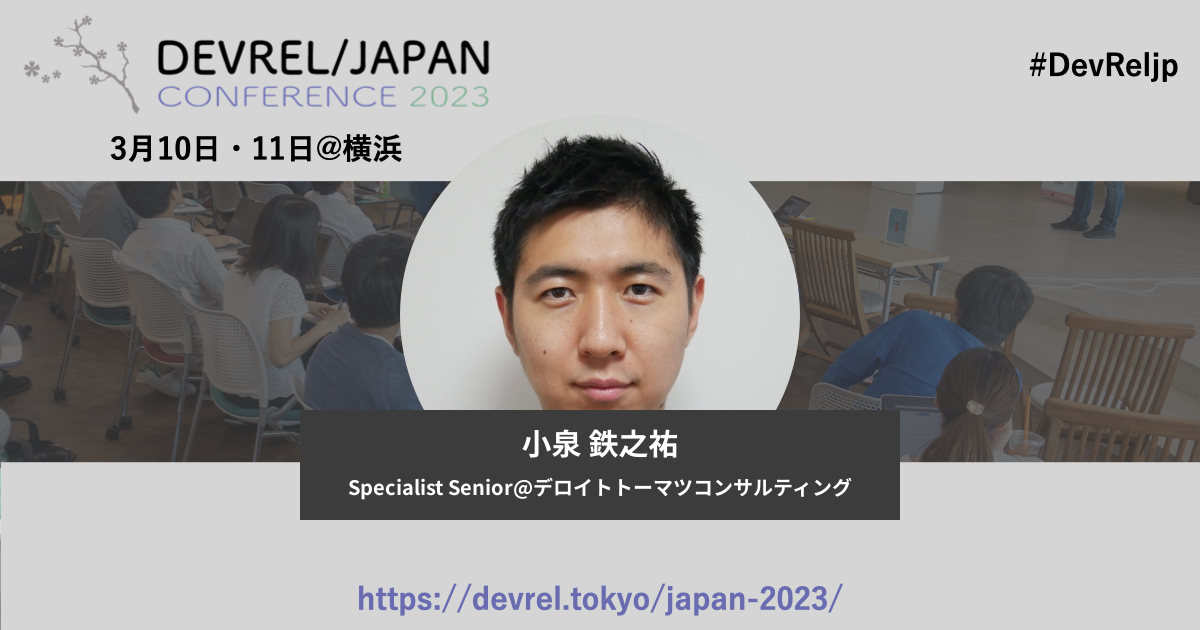 DEVREL/JAPAN
CONFERENCE 2023
#DevReljp
3月10日・11日@横浜
小泉 鉄之祐
Specialist Senior@デロイトトーマツコンサルティング
https://devrel.tokyo/japan-2023/